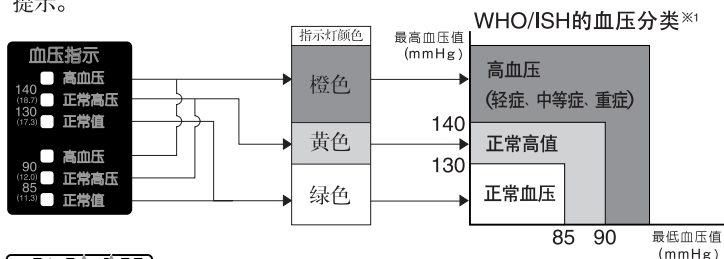 提示。
血压指示
高血压
140
(18.7)
正常高压
130
(17.3)
正常值
高血压
90
(12.0)
正常高压
85
(11.3)
正常值
指示灯颜色
橙色
黄色
绿色
WHO/ISH的血压分类※1
最高血压值
(mmHg)
高血压
(轻症、中等症、重症)
140
正常高值
130
正常血压
85 90
最低血压值
(mmHg)